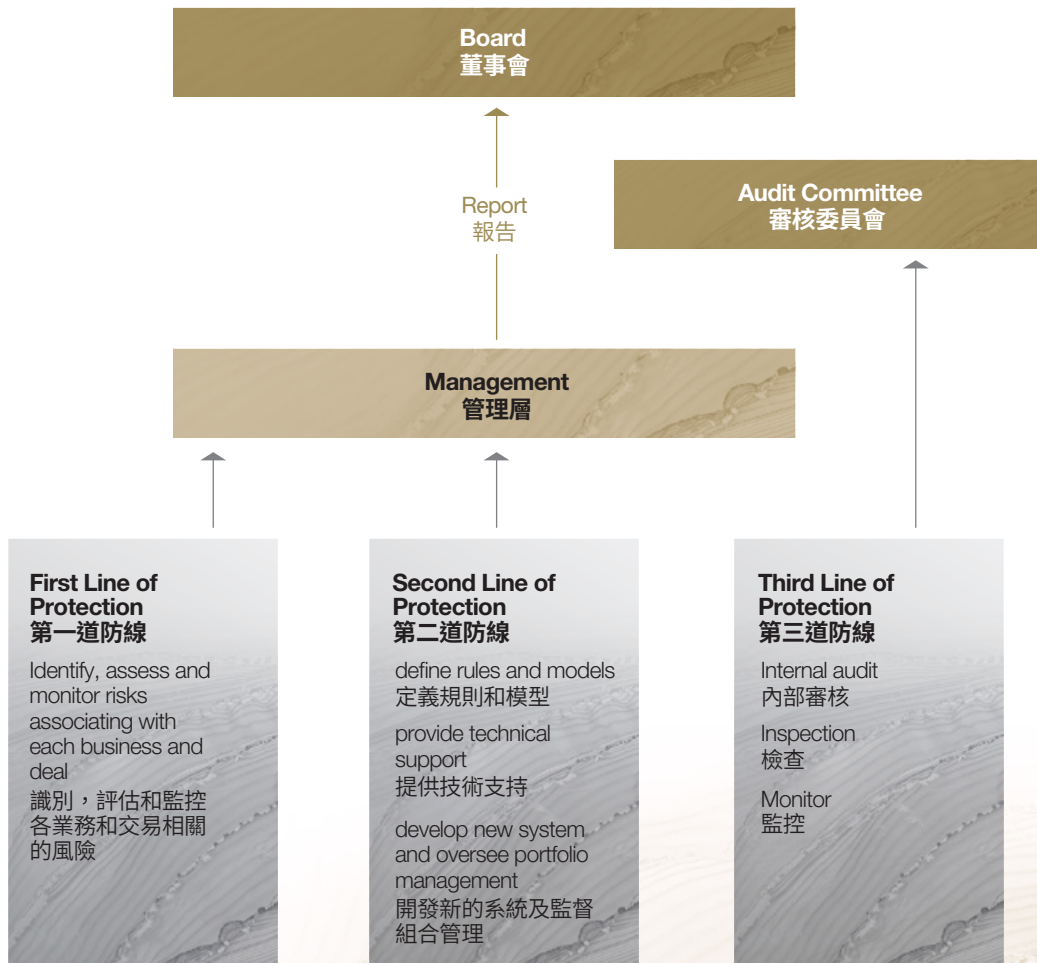 Board
董事會
Audit Committee
審核委員會
Report
報告
Management
管理層
First Line of
Protection
第一道防線
Identify, assess and
monitor risks
associating with
each business and
deal
識別，評估和監控
各業務和交易相關
的風險
Second Line of
Protection
第二道防線
define rules and models
定義規則和模型
provide technical
support
提供技術支持
develop new system
and oversee portfolio
management
開發新的系統及監督
組合管理
Third Line of
Protection
第三道防線
Internal audit
內部審核
Inspection
檢查
Monitor
監控